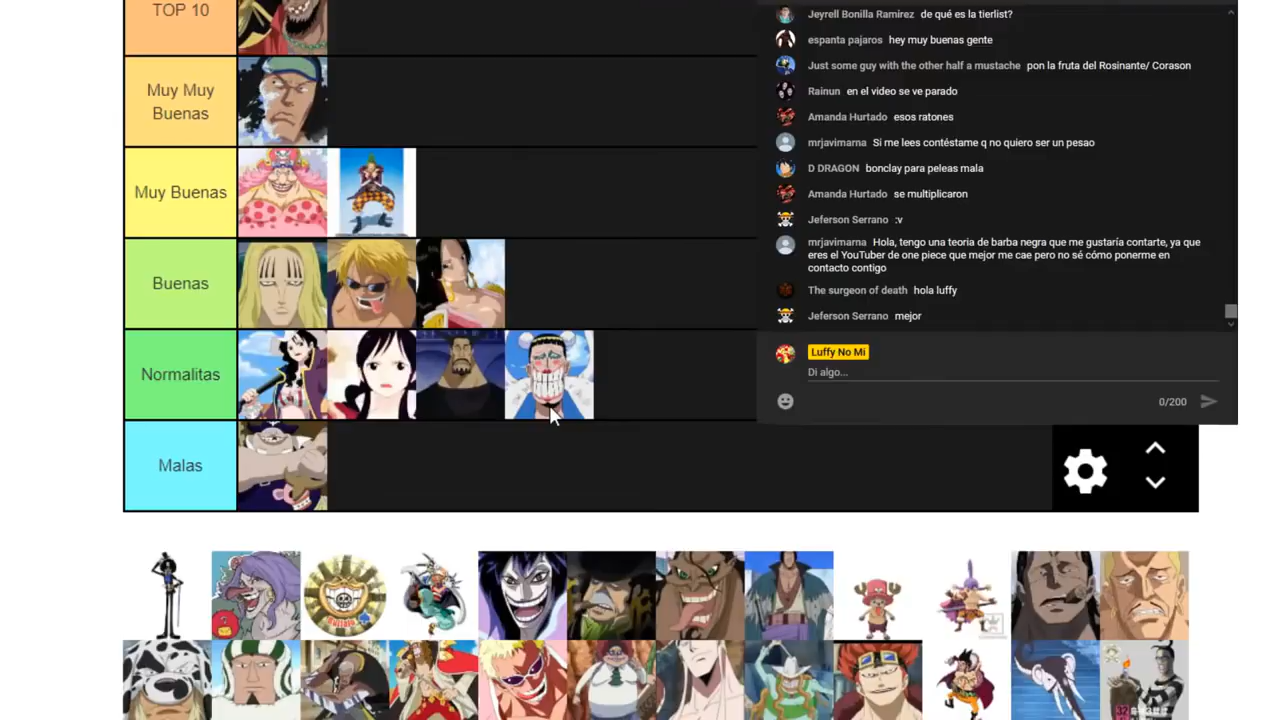 TOP 10
Muy Muy
Buenas
Muy Buenas
Buenas
Normalitas
Malas
Jeyrell Bonilla Ramirez de qué es la tierlist?
espanta pajaros hey muy buenas gente
Just some guy with the other half a mustache pon la fruta del Rosinante/ Corason
Rainun en el video se ve parado
Amanda Hurtado esos ratones
mrjavimarna Si me lees contéstame q no quiero ser un pesao
D DRAGON bonclay para peleas mala
Amanda Hurtado se multiplicaron
Jeferson Serrano :v
mrjavimarna Hola, tengo una teoria de barba negra que me gustaría contarte, ya que
eres el YouTuber de one piece que mejor me cae pero no sé cómo ponerme en
contacto contigo
The surgeon of death hola luffy
Jeferson Serrano mejor
Luffy No Mi
Di algo...
0/200